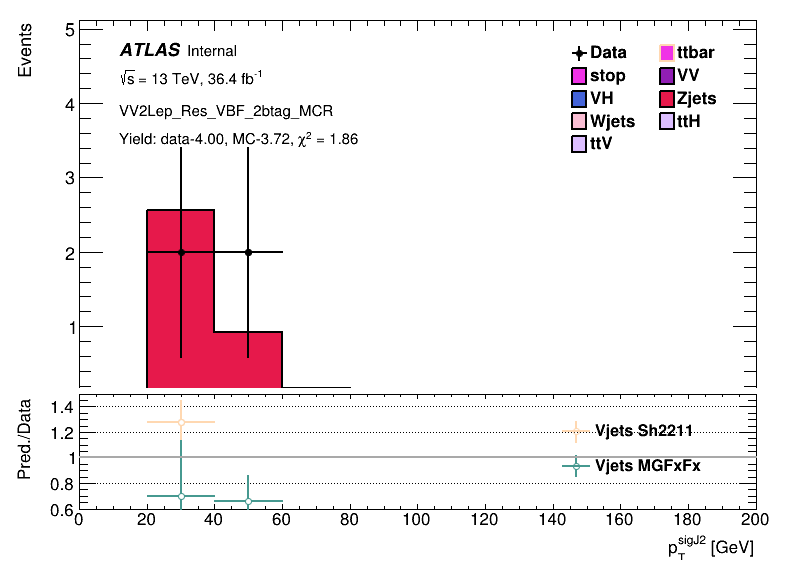 Events
5
4
3
2
1
ATLAS Internal
√s = 13 TeV, 36.4 fb⁻¹
VV2Lep_Res_VBF_2btag_MCR
Yield: data-4.00, MC-3.72, χ² = 1.86
Data ttbar
stop VV
VH Zjets
Wjets ttH
ttV
Pred./Data
1.4
1.2
1
0.8
0.6
Vjets Sh2211
Vjets MGFxFx
0 20 40 60 80 100 120 140 160 180 200
p_T^sigJ2 [GeV]